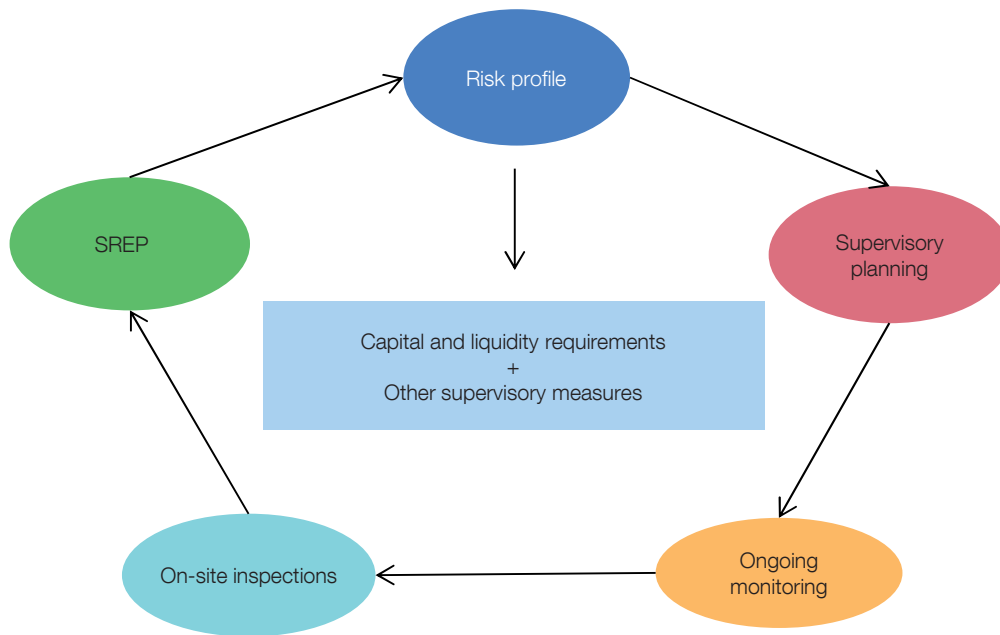 Risk profile
SREP
Supervisory
planning
Capital and liquidity requirements
+
Other supervisory measures
On-site inspections
Ongoing
monitoring